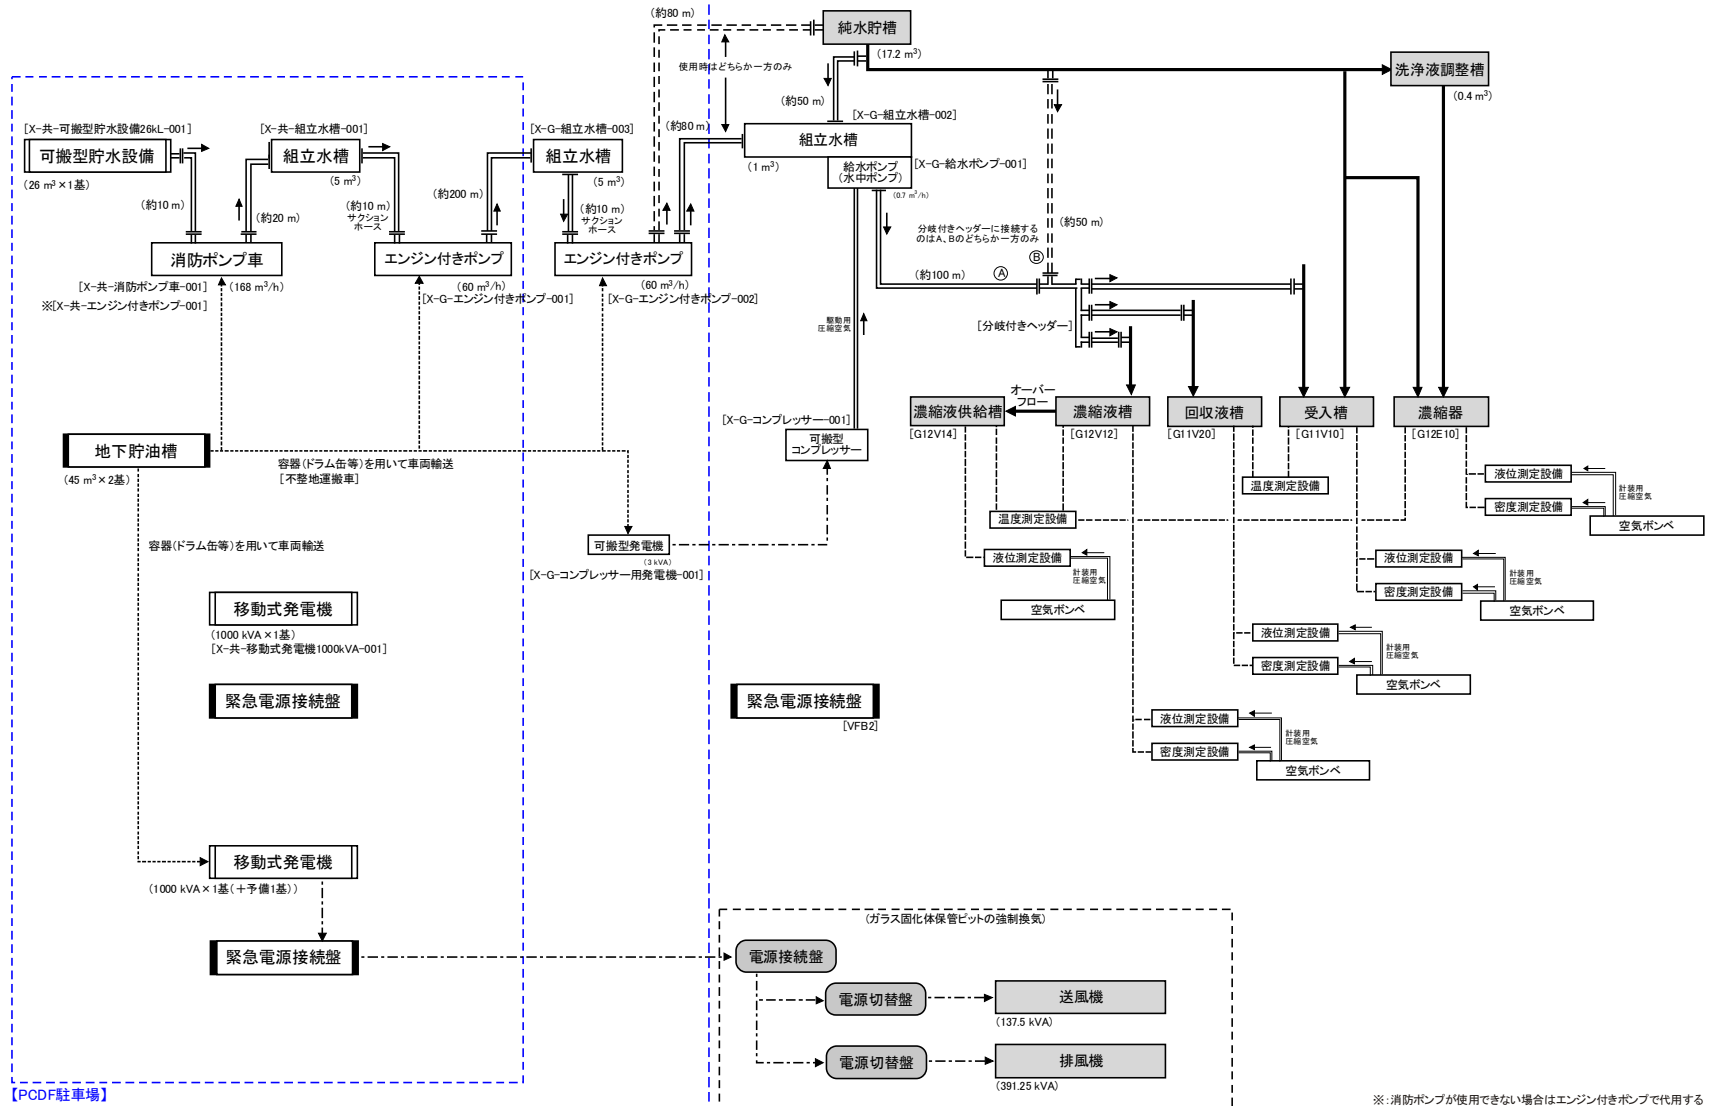 (約80 m)
純水貯槽
(17.2 m³)
使用時はどちらか一方のみ
洗浄液調整槽
(0.4 m³)
(約50 m)
[X-共-可搬型貯水設備26kL-001]
可搬型貯水設備
(26 m³×1基)
[X-共-組立水槽-001]
組立水槽
(5 m³)
[X-G-組立水槽-003]
組立水槽
(5 m³)
(約80 m)
[X-G-組立水槽-002]
組立水槽
(1 m³)
給水ポンプ
(水中ポンプ)
[X-G-給水ポンプ-001]
(0.7 m³/h)
(約10 m)
(約20 m)
(約10 m)
サクション
ホース
(約200 m)
(約10 m)
サクション
ホース
(約50 m)
分岐付きヘッダーに接続する
のはA、Bのどちらか一方のみ
消防ポンプ車
[X-共-消防ポンプ車-001]
(168 m³/h)
※[X-共-エンジン付きポンプ-001]
エンジン付きポンプ
(60 m³/h)
[X-G-エンジン付きポンプ-001]
エンジン付きポンプ
(60 m³/h)
[X-G-エンジン付きポンプ-002]
Ⓑ
(約100 m)
Ⓐ
駆動用
圧縮空気
[分岐付きヘッダー]
オーバー
フロー
濃縮液供給槽
[G12V14]
濃縮液槽
[G12V12]
回収液槽
[G11V20]
受入槽
[G11V10]
濃縮器
[G12E10]
[X-G-コンプレッサー-001]
可搬型
コンプレッサー
地下貯油槽
(45 m³×2基)
容器(ドラム缶等)を用いて車両輸送
[不整地運搬車]
液位測定設備
計装用
圧縮空気
密度測定設備
空気ボンベ
温度測定設備
温度測定設備
容器(ドラム缶等)を用いて車両輸送
可搬型発電機
(3 kVA)
[X-G-コンプレッサー用発電機-001]
液位測定設備
計装用
圧縮空気
空気ボンベ
液位測定設備
計装用
圧縮空気
密度測定設備
空気ボンベ
移動式発電機
(1000 kVA×1基)
[X-共-移動式発電機1000kVA-001]
液位測定設備
計装用
圧縮空気
密度測定設備
空気ボンベ
緊急電源接続盤
緊急電源接続盤
[VFB2]
液位測定設備
計装用
圧縮空気
密度測定設備
空気ボンベ
移動式発電機
(1000 kVA×1基(+予備1基))
緊急電源接続盤
(ガラス固化体保管ピットの強制換気)
電源接続盤
電源切替盤
送風機
(137.5 kVA)
電源切替盤
排風機
(391.25 kVA)
【PCDF駐車場】
※:消防ポンプが使用できない場合はエンジン付きポンプで代用する